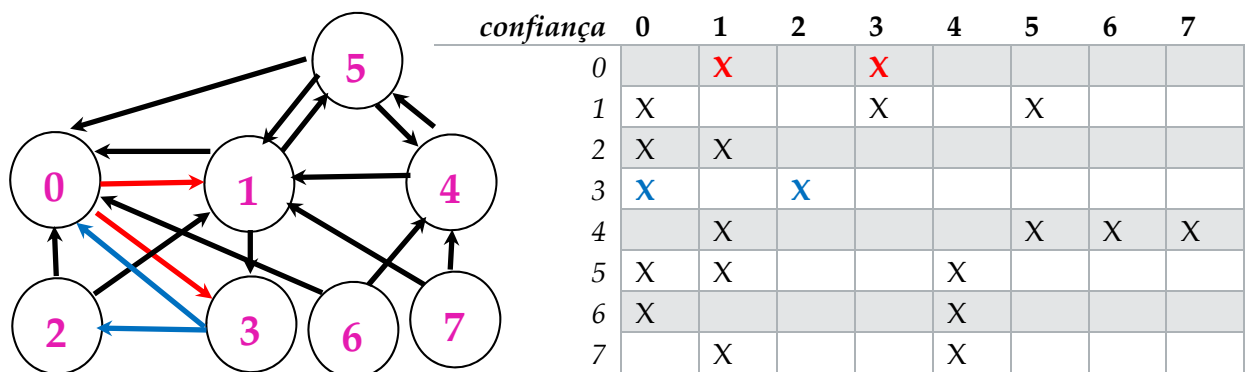 confiança 0 1 2 3 4 5 6 7
0 X X
1 X X X
2 X X
3 X X
4 X X X X
5 X X X
6 X X
7 X X
5
0 1 4
2 3 6 7